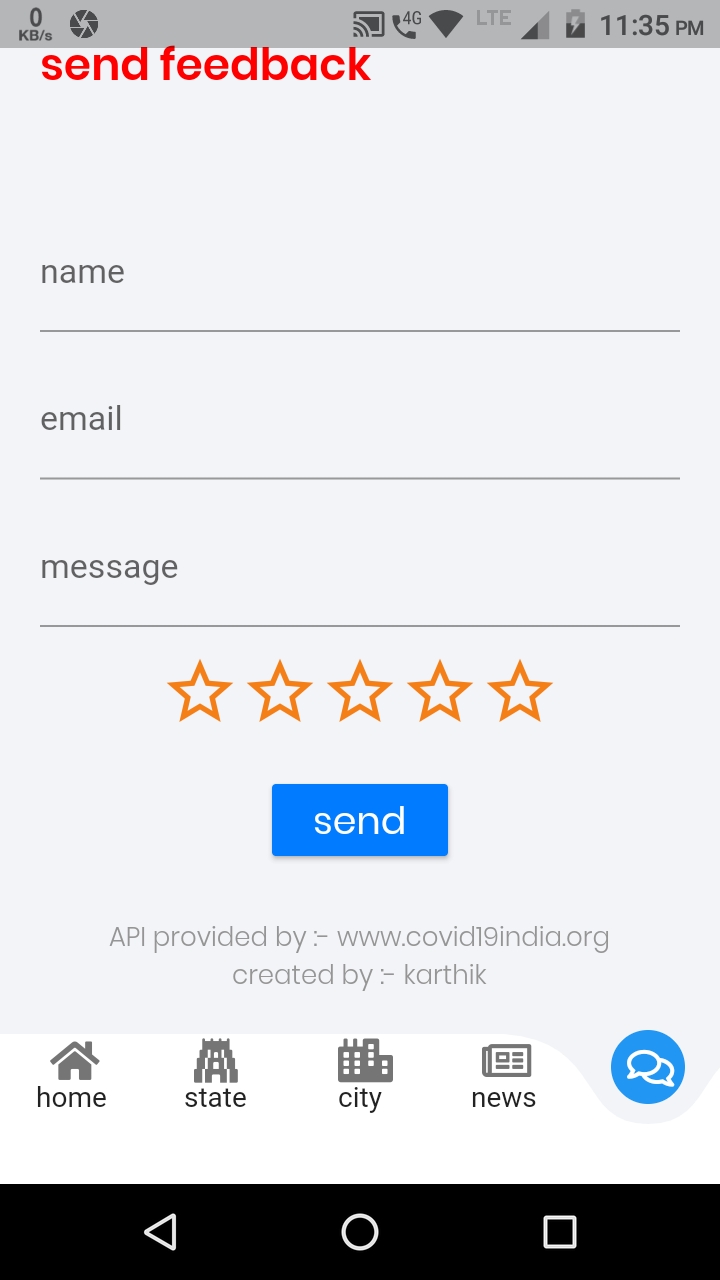 0
KB/s
4G
LTE
11:35 PM
send feedback
name
email
message
send
API provided by :- www.covid19india.org
created by :- karthik
home
state
city
news